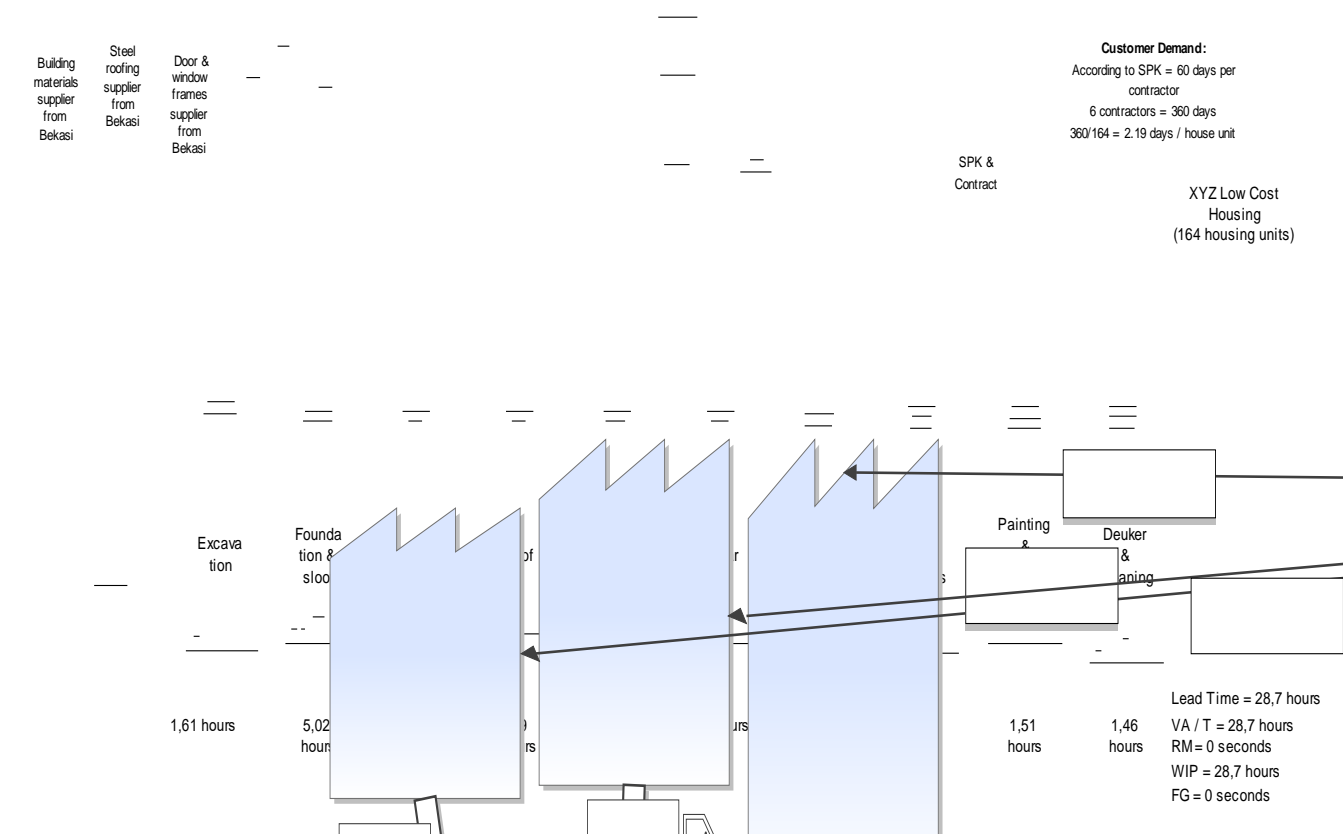 Building
materials
supplier
from
Bekasi
Steel
roofing
supplier
from
Bekasi
Door &
window
frames
supplier
from
Bekasi
Customer Demand:
According to SPK = 60 days per
contractor
6 contractors = 360 days
360/164 = 2.19 days / house unit
SPK &
Contract
XYZ Low Cost
Housing
(164 housing units)
Excava
tion
Founda
tion &
Painting
&
Deuker
&
1,61 hours
5,02
1,51
hours
1,46
hours
Lead Time = 28,7 hours
VA / T = 28,7 hours
RM = 0 seconds
WIP = 28,7 hours
FG = 0 seconds